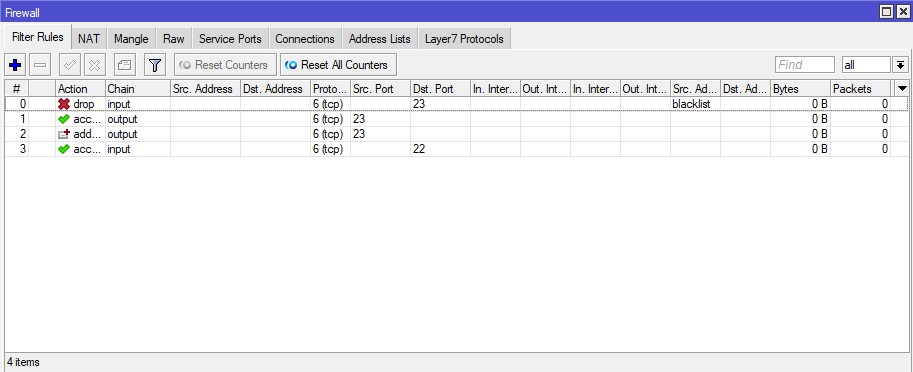 Firewall
Filter Rules NAT Mangle Raw Service Ports Connections Address Lists Layer7 Protocols
Reset Counters Reset All Counters Find all
# Action Chain Src. Address Dst. Address Proto... Src. Port Dst. Port In. Inter... Out. Int... In. Inter... Out. Int... Src. Ad... Dst. Ad... Bytes Packets
0 drop input 6 (tcp) 23 blacklist 0 B 0
1 acc... output 6 (tcp) 23 0 B 0
2 add... output 6 (tcp) 23 0 B 0
3 acc... input 6 (tcp) 22 0 B 0
4 items